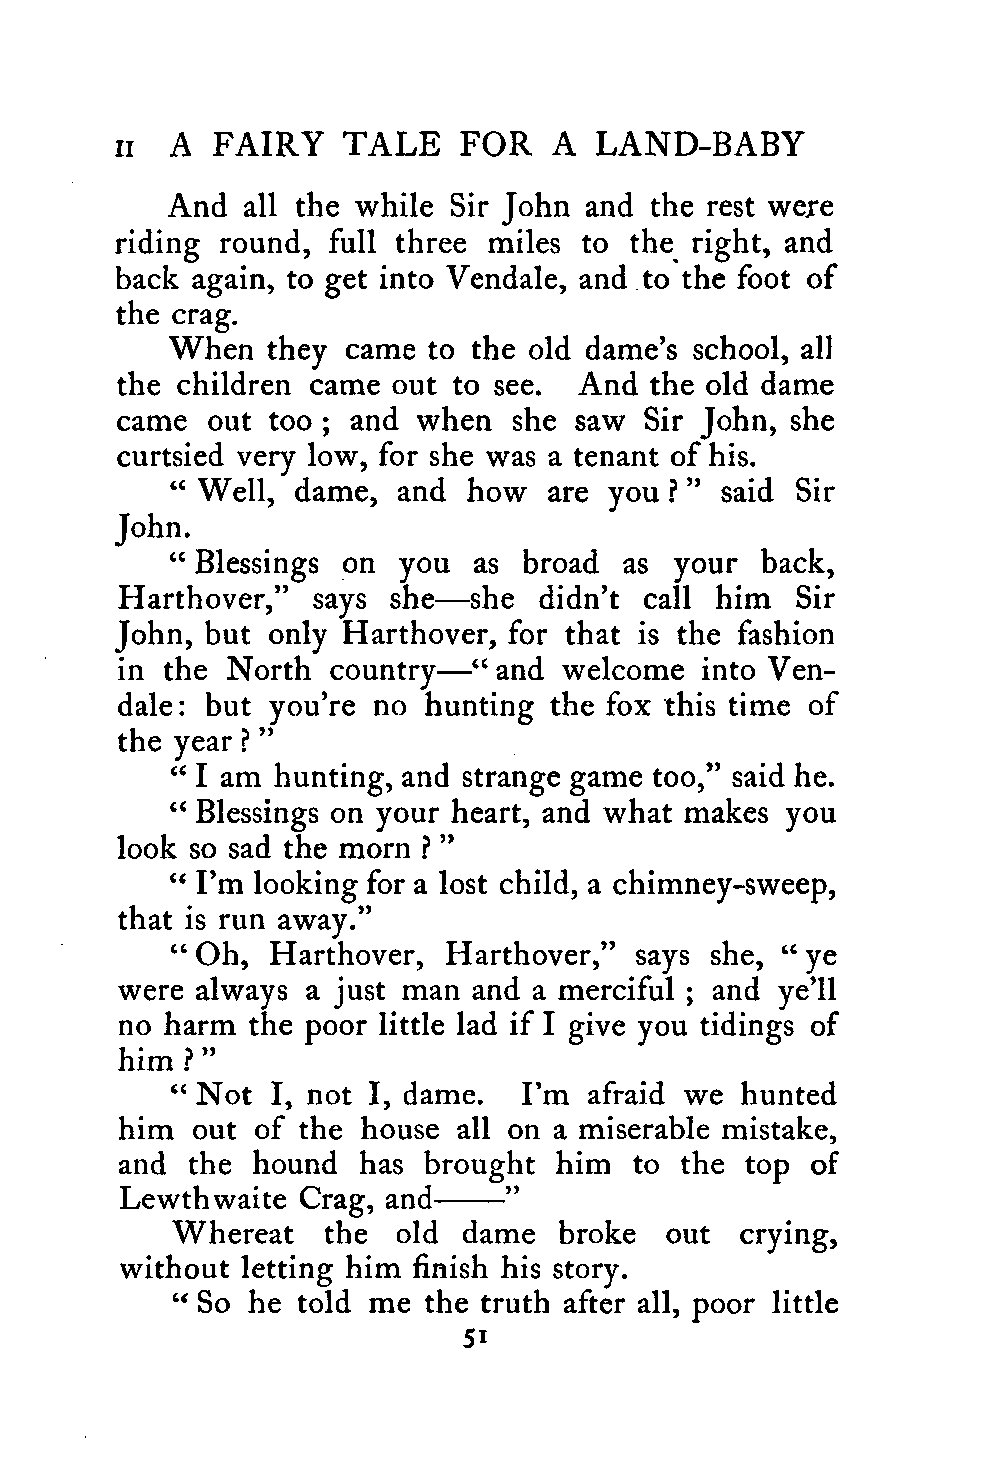 II A FAIRY TALE FOR A LAND-BABY
And all the while Sir John and the rest were
riding round, full three miles to the right, and
back again, to get into Vendale, and to the foot of
the crag.
When they came to the old dame's school, all
the children came out to see. And the old dame
came out too ; and when she saw Sir John, she
curtsied very low, for she was a tenant of his.
“ Well, dame, and how are you ? ” said Sir
John.
“ Blessings on you as broad as your back,
Harthover,” says she—she didn't call him Sir
John, but only Harthover, for that is the fashion
in the North country—“ and welcome into Ven-
dale: but you're no hunting the fox this time of
the year ? ”
“ I am hunting, and strange game too,” said he.
“ Blessings on your heart, and what makes you
look so sad the morn ? ”
“ I'm looking for a lost child, a chimney-sweep,
that is run away.”
“ Oh, Harthover, Harthover,” says she, “ ye
were always a just man and a merciful ; and ye'll
no harm the poor little lad if I give you tidings of
him ? ”
“ Not I, not I, dame. I'm afraid we hunted
him out of the house all on a miserable mistake,
and the hound has brought him to the top of
Lewthwaite Crag, and——”
Whereat the old dame broke out crying,
without letting him finish his story.
“ So he told me the truth after all, poor little
51